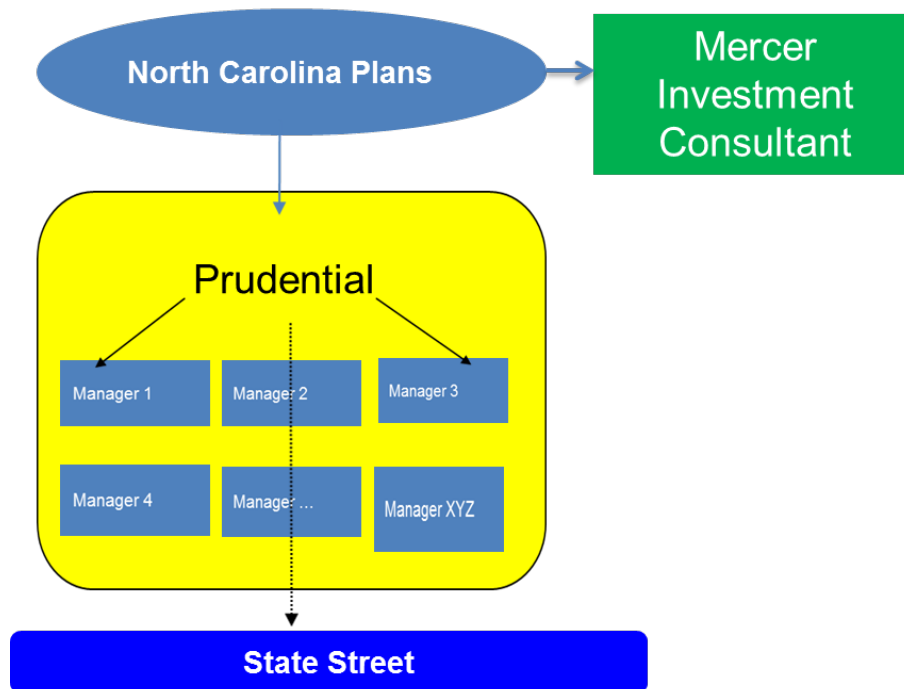 North Carolina Plans
Mercer
Investment
Consultant
Prudential
Manager 1
Manager 2
Manager 3
Manager 4
Manager ...
Manager XYZ
State Street